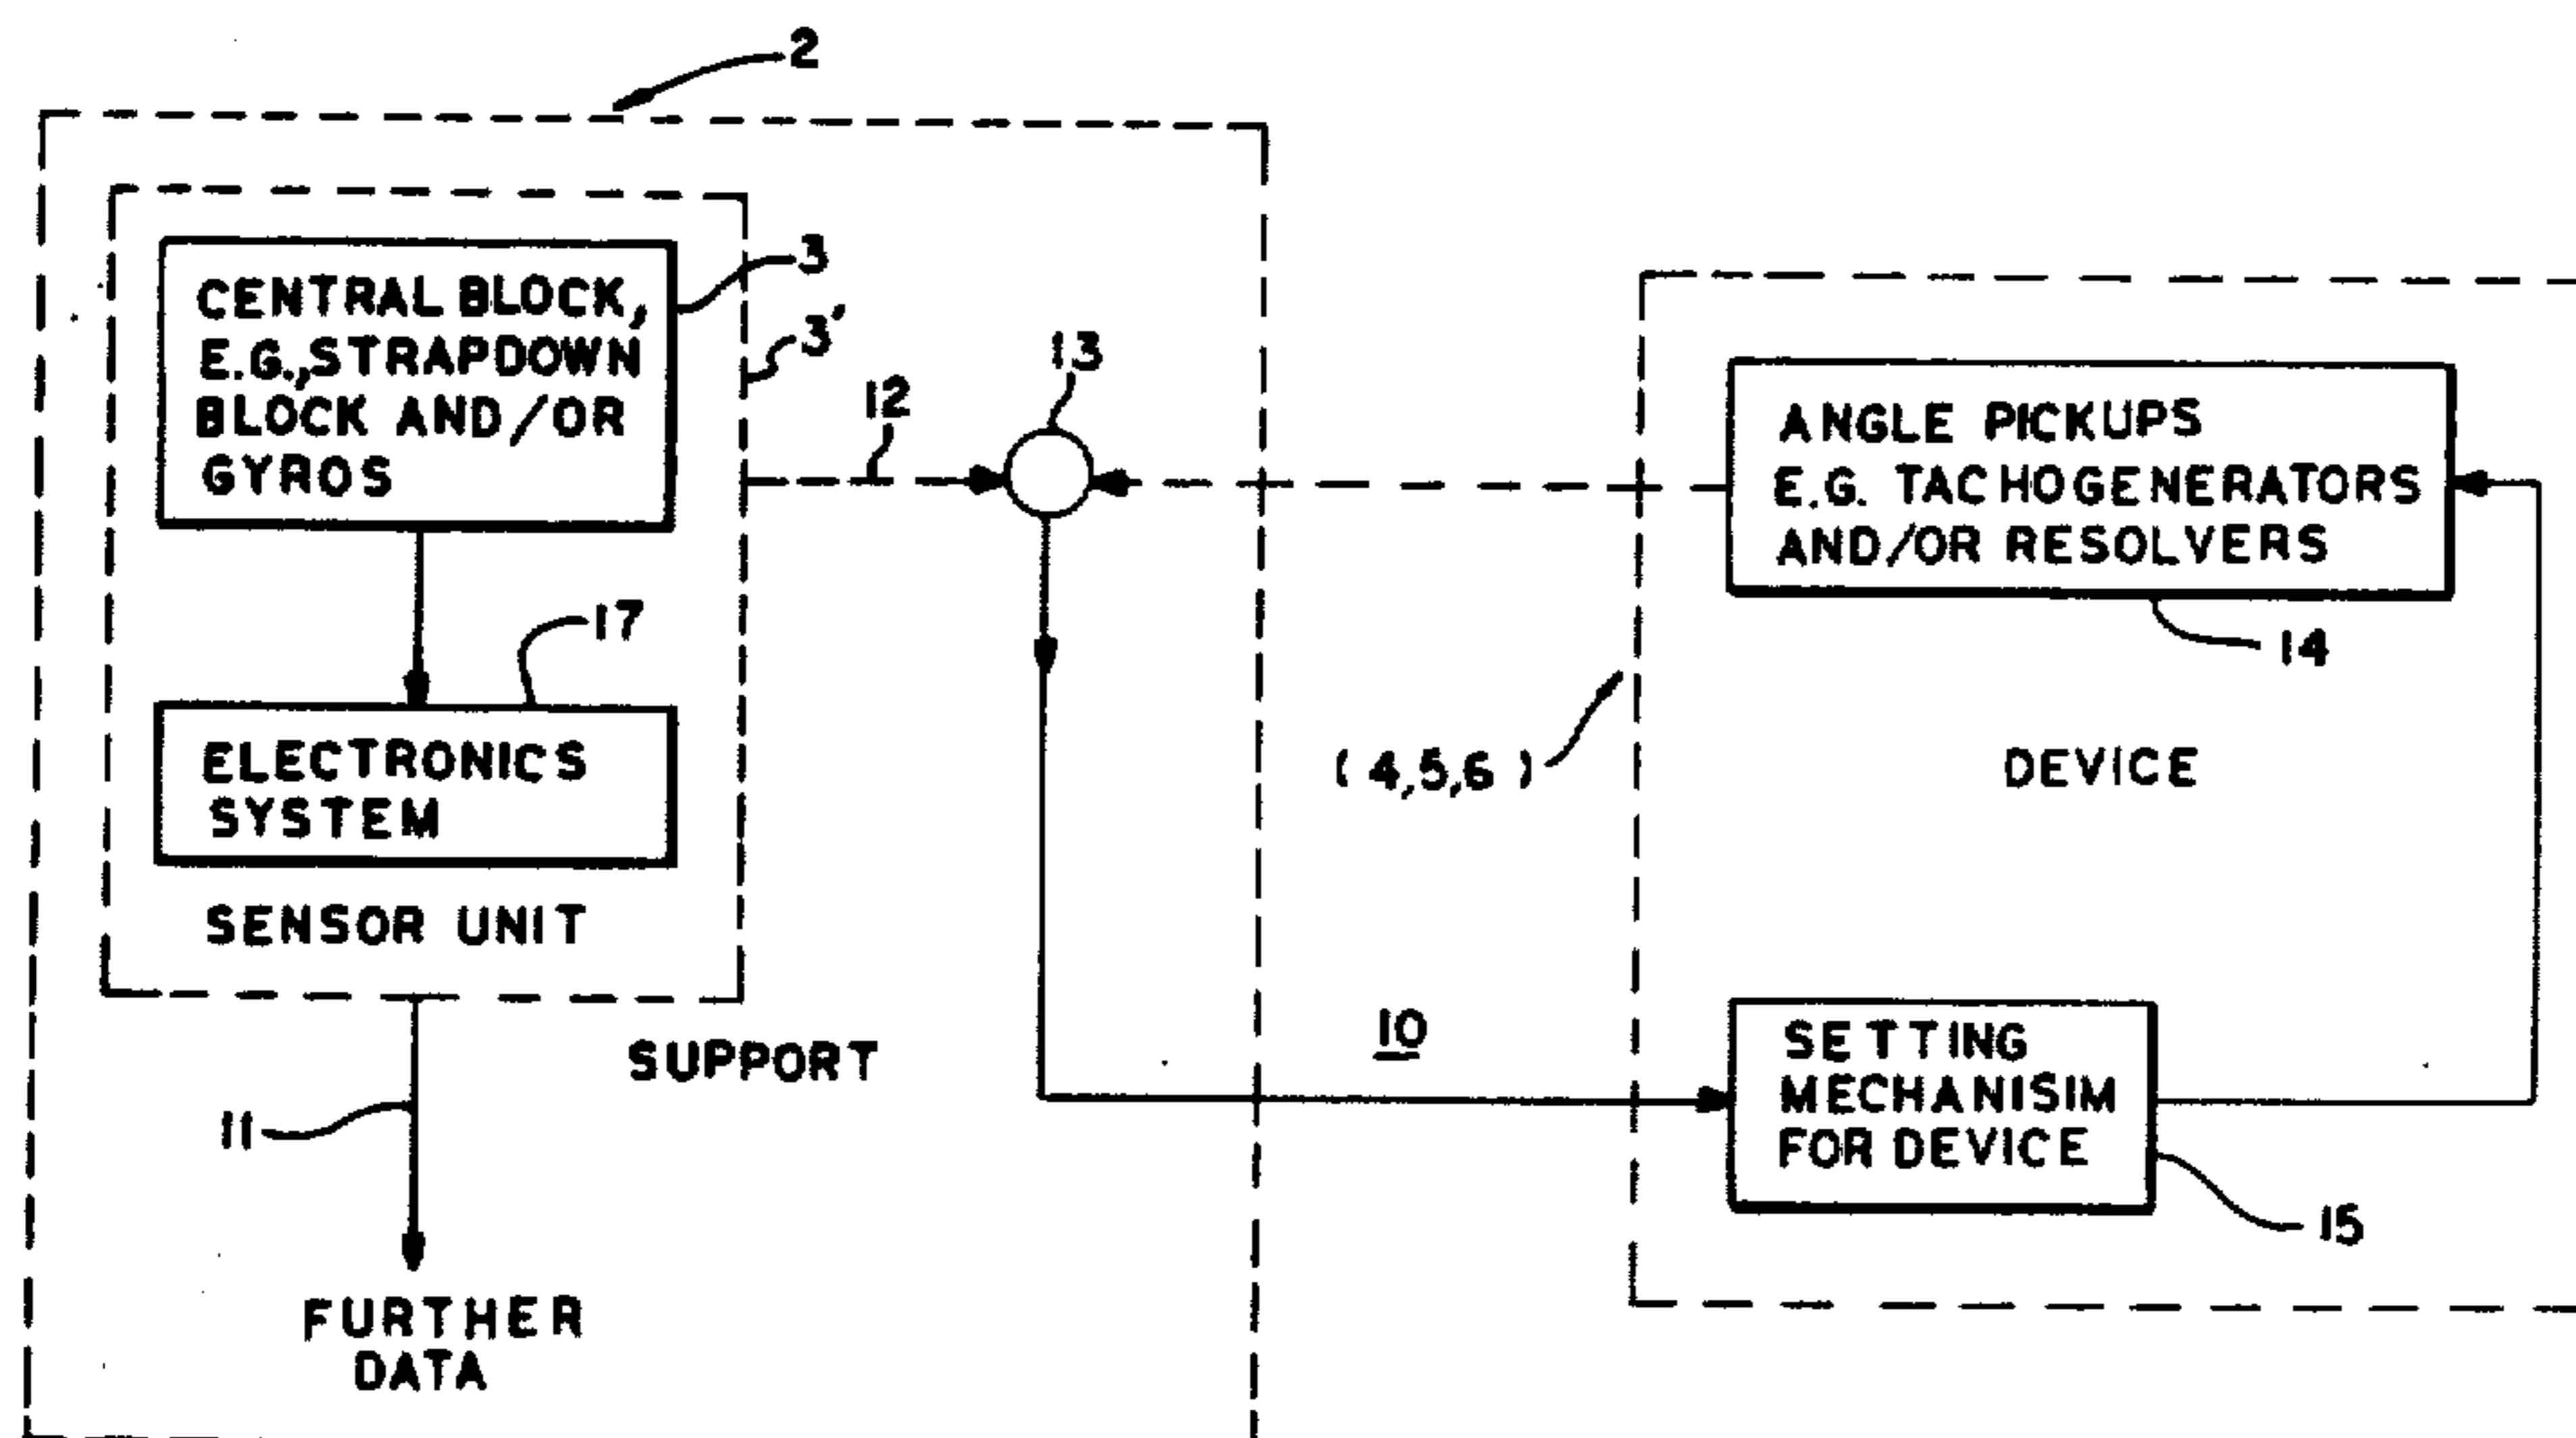 2
CENTRAL BLOCK,
E.G.,STRAPDOWN
BLOCK AND/OR
GYROS
3
3'
12
13
ANGLE PICKUPS
E.G. TACHOGENERATORS
AND/OR RESOLVERS
14
17
ELECTRONICS
SYSTEM
SENSOR UNIT
(4,5,6)
DEVICE
SUPPORT
10
SETTING
MECHANISIM
FOR DEVICE
15
11
FURTHER
DATA